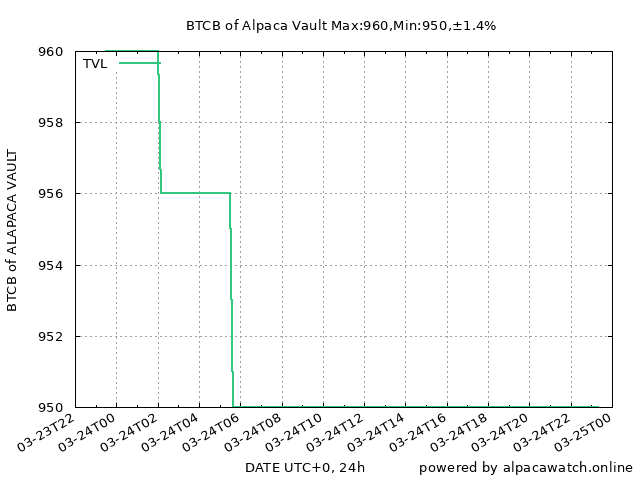 BTCB of Alpaca Vault Max:960,Min:950,±1.4%
960
TVL
958
956
954
952
950
BTCB of ALAPACA VAULT
03-23T22
03-24T00
03-24T02
03-24T04
03-24T06
03-24T08
03-24T10
03-24T12
03-24T14
03-24T16
03-24T18
03-24T20
03-24T22
03-25T00
DATE UTC+0, 24h
powered by alpacawatch.online